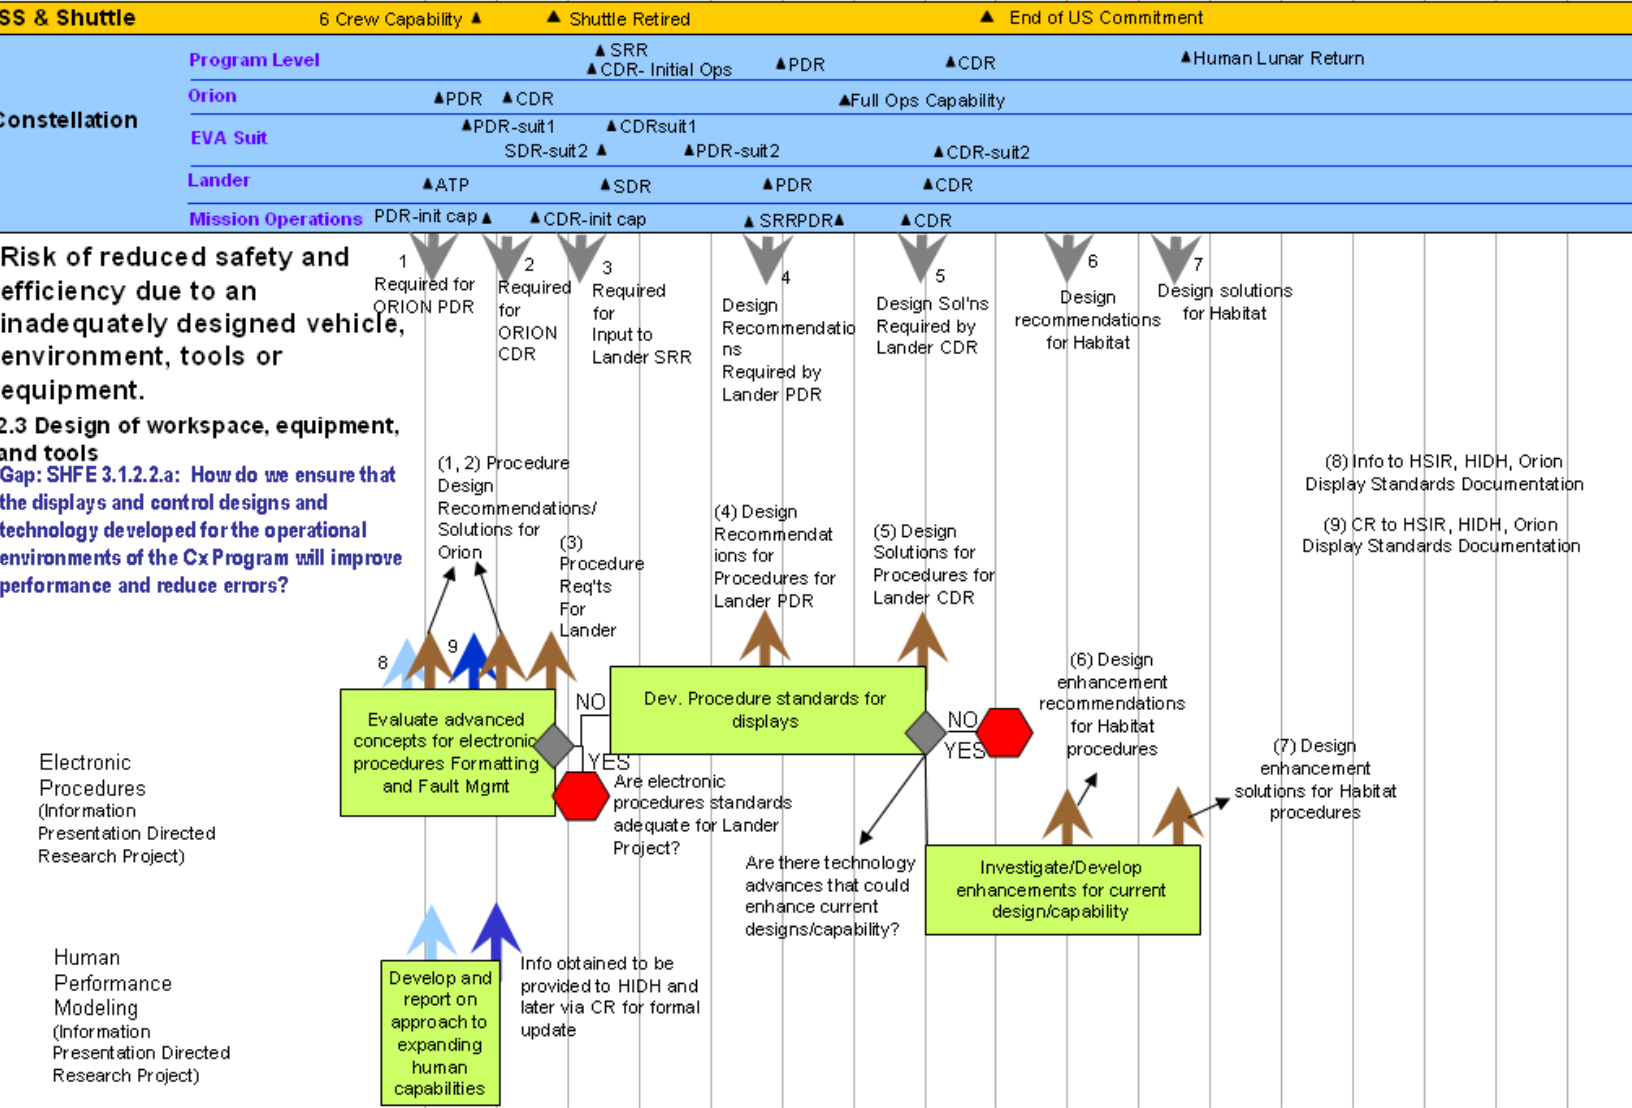 SS & Shuttle
6 Crew Capability
Shuttle Retired
End of US Commitment
Constellation
Program Level
SRR
CDR- Initial Ops
PDR
CDR
Human Lunar Return
Orion
PDR
CDR
Full Ops Capability
EVA Suit
PDR-suit1
CDRsuit1
SDR-suit2
PDR-suit2
CDR-suit2
Lander
ATP
SDR
PDR
CDR
Mission Operations
PDR-init cap
CDR-init cap
SRRPDR
CDR
Risk of reduced safety and
efficiency due to an
inadequately designed vehicle,
environment, tools or
equipment.
1
Required for
ORION PDR
2
Required
for
ORION
CDR
3
Required
for
Input to
Lander SRR
4
Design
Recommendatio
ns
Required by
Lander PDR
5
Design Sol'ns
Required by
Lander CDR
6
Design
recommendations
for Habitat
7
Design solutions
for Habitat
2.3 Design of workspace, equipment,
and tools
Gap: SHFE 3.1.2.2.a: How do we ensure that
the displays and control designs and
technology developed for the operational
environments of the Cx Program will improve
performance and reduce errors?
(1, 2) Procedure
Design
Recommendations/
Solutions for
Orion
(3)
Procedure
Req'ts
For
Lander
(4) Design
Recommendat
ions for
Procedures for
Lander PDR
(5) Design
Solutions for
Procedures for
Lander CDR
(8) Info to HSIR, HIDH, Orion
Display Standards Documentation
(9) CR to HSIR, HIDH, Orion
Display Standards Documentation
8
9
Electronic
Procedures
(Information
Presentation Directed
Research Project)
Evaluate advanced
concepts for electronic
procedures Formatting
and Fault Mgmt
NO
YES
Are electronic
procedures standards
adequate for Lander
Project?
Dev. Procedure standards for
displays
NO
YES
Are there technology
advances that could
enhance current
designs/capability?
(6) Design
enhancement
recommendations
for Habitat
procedures
(7) Design
enhancement
solutions for Habitat
procedures
Investigate/Develop
enhancements for current
design/capability
Human
Performance
Modeling
(Information
Presentation Directed
Research Project)
Develop and
report on
approach to
expanding
human
capabilities
Info obtained to be
provided to HIDH and
later via CR for formal
update